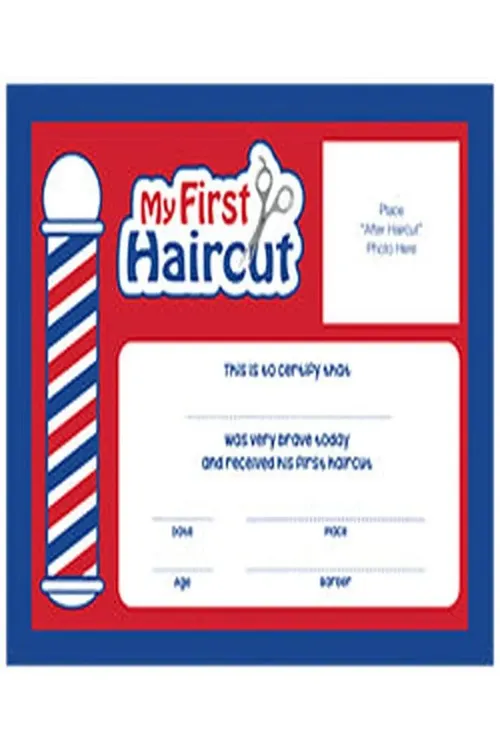 My First
Haircut
Place
"After Haircut"
Photo Here
This is to certify that
was very brave today
and received his first haircut
Date
Place
Age
Barber